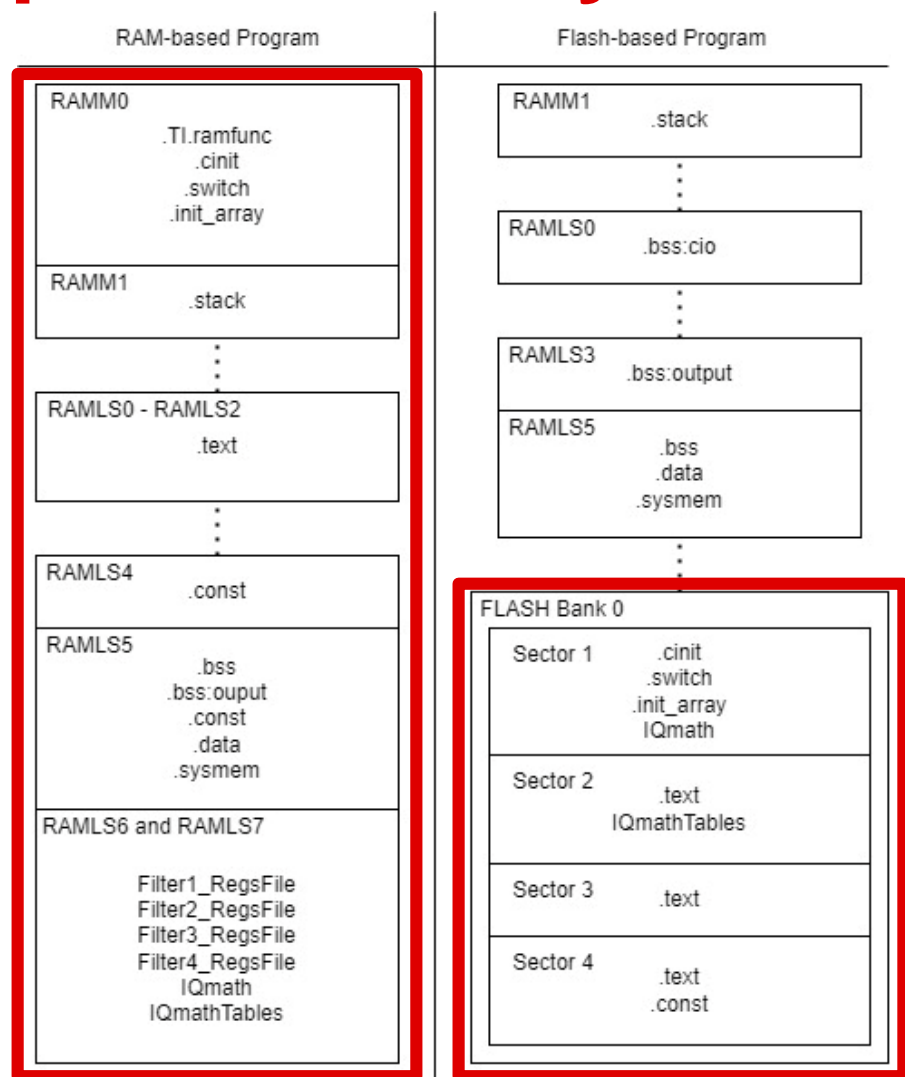 RAM-based Program
RAMM0
.TI.ramfunc
.cinit
.switch
.init_array
RAMM1
.stack
RAMLS0 - RAMLS2
.text
RAMLS4
.const
RAMLS5
.bss
.bss:ouput
.const
.data
.sysmem
RAMLS6 and RAMLS7
Filter1_RegsFile
Filter2_RegsFile
Filter3_RegsFile
Filter4_RegsFile
IQmath
IQmathTables
Flash-based Program
RAMM1
.stack
RAMLS0
.bss:cio
RAMLS3
.bss:output
RAMLS5
.bss
.data
.sysmem
FLASH Bank 0
Sector 1
.cinit
.switch
.init_array
IQmath
Sector 2
.text
IQmathTables
Sector 3
.text
Sector 4
.text
.const